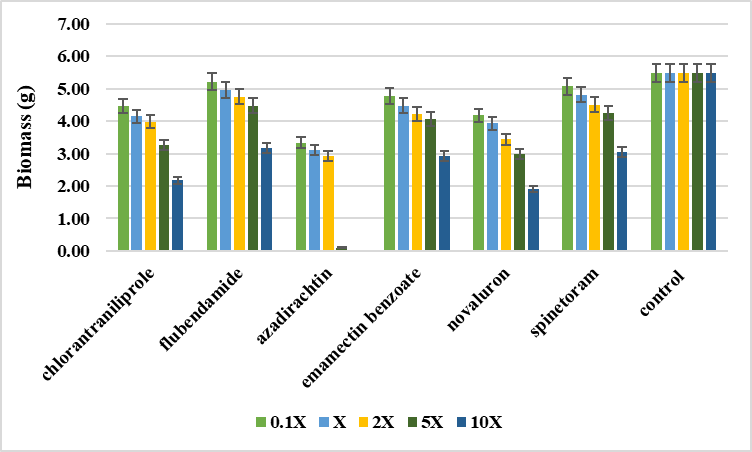 7.00
6.00
5.00
4.00
3.00
2.00
1.00
0.00
Biomass (g)
chlorantraniliprole
flubendamide
azadirachtin
emamectin benzoate
novaluron
spinetoram
control
0.1X X 2X 5X 10X